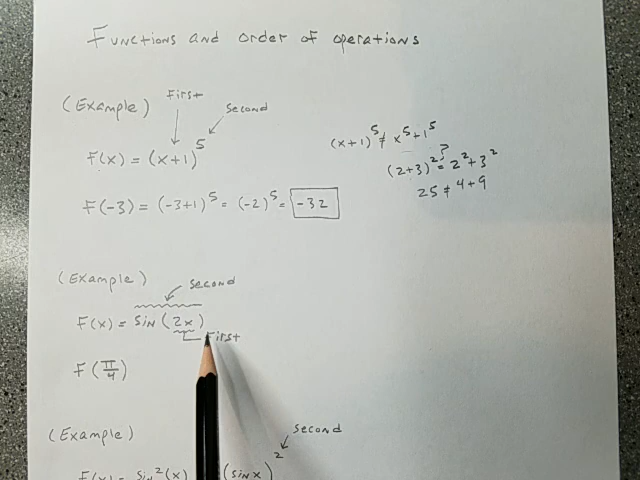 Functions and order of operations
(Example) First second
F(x) = (x+1)^5
(x+1)^5 ≠ x^5+1^5
(2+3)^2 ?= 2^2+3^2
25 ≠ 4+9
F(-3) = (-3+1)^5 = (-2)^5 = -32
(Example) second
F(x) = sin(2x)
First
F(π/4)
(Example) second
F(x) = sin^2(x) (sinx)^2